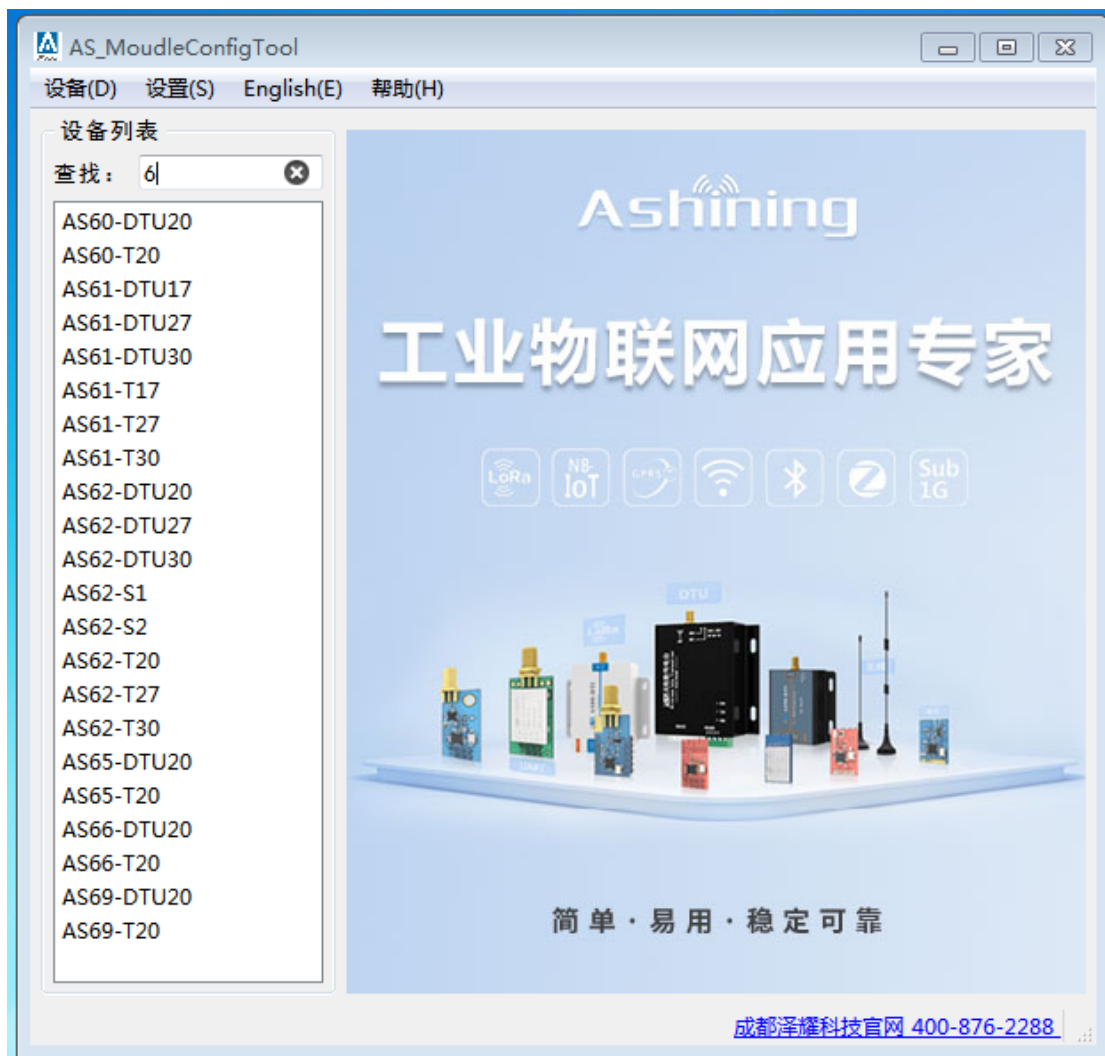 AS_MoudleConfigTool
设备(D) 设置(S) English(E) 帮助(H)
设备列表
查找： 6
AS60-DTU20
AS60-T20
AS61-DTU17
AS61-DTU27
AS61-DTU30
AS61-T17
AS61-T27
AS61-T30
AS62-DTU20
AS62-DTU27
AS62-DTU30
AS62-S1
AS62-S2
AS62-T20
AS62-T27
AS62-T30
AS65-DTU20
AS65-T20
AS66-DTU20
AS66-T20
AS69-DTU20
AS69-T20
Ashining
工业物联网应用专家
LoRa NB-IoT GPRS Sub 1G
DTU
LoRa
UART
简单·易用·稳定可靠
成都泽耀科技官网 400-876-2288